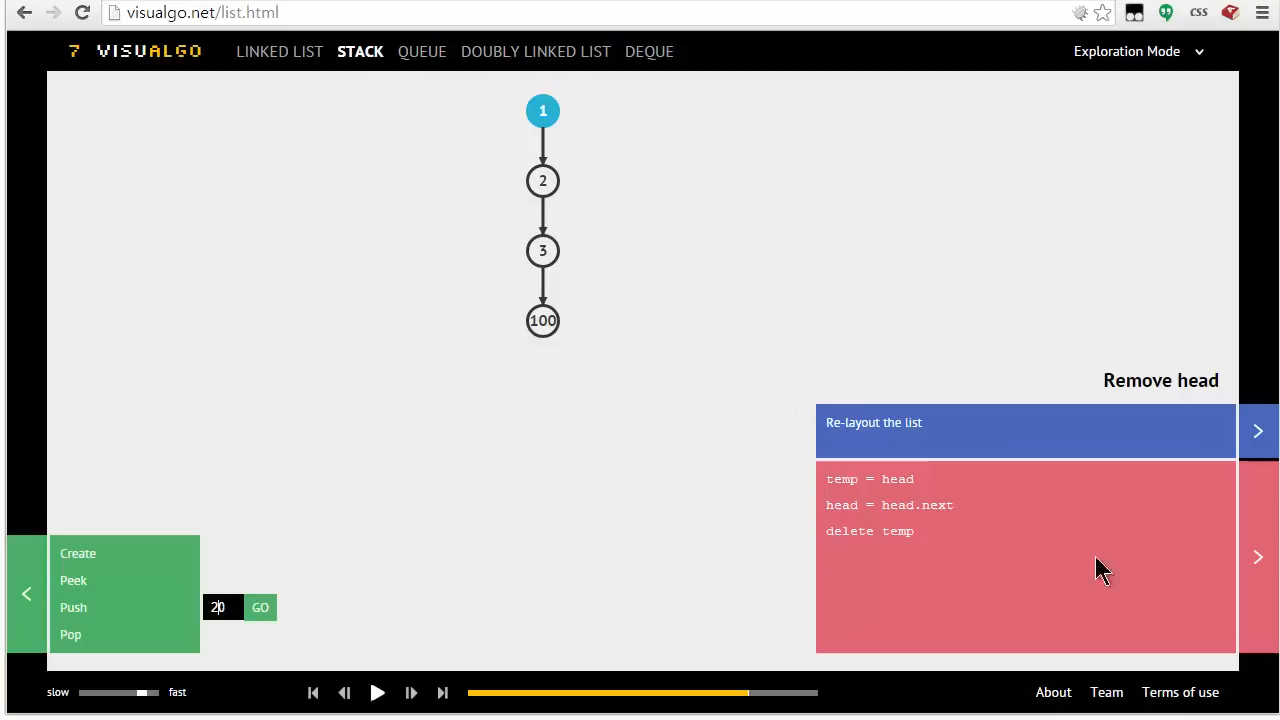 visualgo.net/list.html
css
7 VISUALGO LINKED LIST STACK QUEUE DOUBLY LINKED LIST DEQUE Exploration Mode
1
2
3
100
Remove head
Re-layout the list
temp = head
head = head.next
delete temp
Create
Peek
Push
20 GO
Pop
slow fast About Team Terms of use